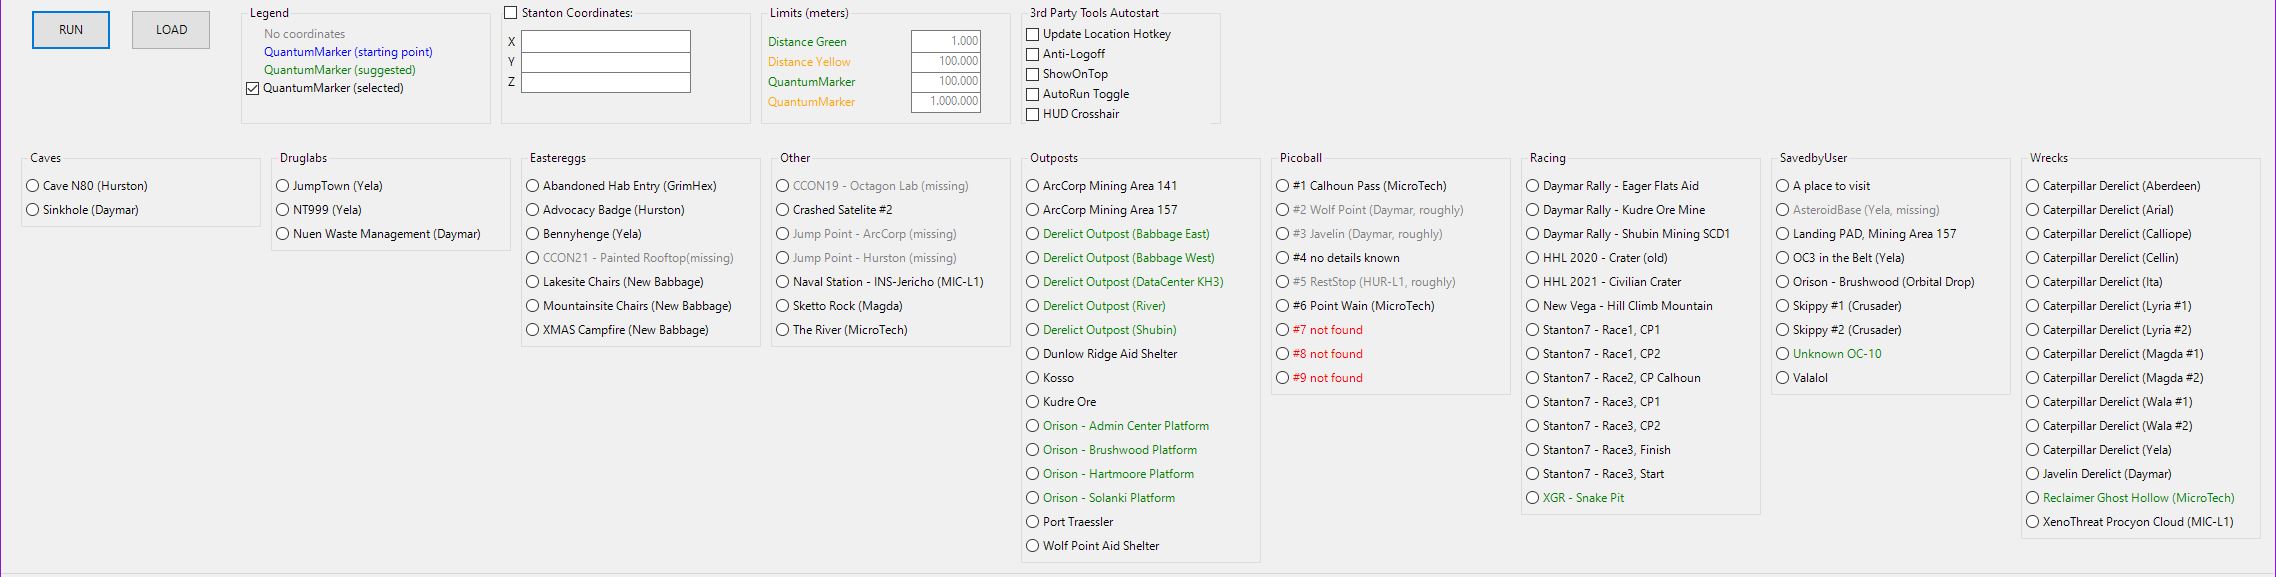 RUN
LOAD
Legend
No coordinates
QuantumMarker (starting point)
QuantumMarker (suggested)
QuantumMarker (selected)
Stanton Coordinates:
X
Y
Z
Limits (meters)
Distance Green 1.000
Distance Yellow 100.000
QuantumMarker 100.000
QuantumMarker 1.000.000
3rd Party Tools Autostart
Update Location Hotkey
Anti-Logoff
ShowOnTop
AutoRun Toggle
HUD Crosshair
Caves
Cave N80 (Hurston)
Sinkhole (Daymar)
Druglabs
JumpTown (Yela)
NT999 (Yela)
Nuen Waste Management (Daymar)
Eastereggs
Abandoned Hab Entry (GrimHex)
Advocacy Badge (Hurston)
Bennyhenge (Yela)
CCON21 - Painted Rooftop(missing)
Lakesite Chairs (New Babbage)
Mountainsite Chairs (New Babbage)
XMAS Campfire (New Babbage)
Other
CCON19 - Octagon Lab (missing)
Crashed Satelite #2
Jump Point - ArcCorp (missing)
Jump Point - Hurston (missing)
Naval Station - INS-Jericho (MIC-L1)
Sketto Rock (Magda)
The River (MicroTech)
Outposts
ArcCorp Mining Area 141
ArcCorp Mining Area 157
Derelict Outpost (Babbage East)
Derelict Outpost (Babbage West)
Derelict Outpost (DataCenter KH3)
Derelict Outpost (River)
Derelict Outpost (Shubin)
Dunlow Ridge Aid Shelter
Kosso
Kudre Ore
Orison - Admin Center Platform
Orison - Brushwood Platform
Orison - Hartmoore Platform
Orison - Solanki Platform
Port Traessler
Wolf Point Aid Shelter
Picoball
#1 Calhoun Pass (MicroTech)
#2 Wolf Point (Daymar, roughly)
#3 Javelin (Daymar, roughly)
#4 no details known
#5 RestStop (HUR-L1, roughly)
#6 Point Wain (MicroTech)
#7 not found
#8 not found
#9 not found
Racing
Daymar Rally - Eager Flats Aid
Daymar Rally - Kudre Ore Mine
Daymar Rally - Shubin Mining SCD1
HHL 2020 - Crater (old)
HHL 2021 - Civilian Crater
New Vega - Hill Climb Mountain
Stanton7 - Race1, CP1
Stanton7 - Race1, CP2
Stanton7 - Race2, CP Calhoun
Stanton7 - Race3, CP1
Stanton7 - Race3, CP2
Stanton7 - Race3, Finish
Stanton7 - Race3, Start
XGR - Snake Pit
SavedbyUser
A place to visit
AsteroidBase (Yela, missing)
Landing PAD, Mining Area 157
OC3 in the Belt (Yela)
Orison - Brushwood (Orbital Drop)
Skippy #1 (Crusader)
Skippy #2 (Crusader)
Unknown OC-10
Valalol
Wrecks
Caterpillar Derelict (Aberdeen)
Caterpillar Derelict (Arial)
Caterpillar Derelict (Calliope)
Caterpillar Derelict (Cellin)
Caterpillar Derelict (Ita)
Caterpillar Derelict (Lyria #1)
Caterpillar Derelict (Lyria #2)
Caterpillar Derelict (Magda #1)
Caterpillar Derelict (Magda #2)
Caterpillar Derelict (Wala #1)
Caterpillar Derelict (Wala #2)
Caterpillar Derelict (Yela)
Javelin Derelict (Daymar)
Reclaimer Ghost Hollow (MicroTech)
XenoThreat Procyon Cloud (MIC-L1)